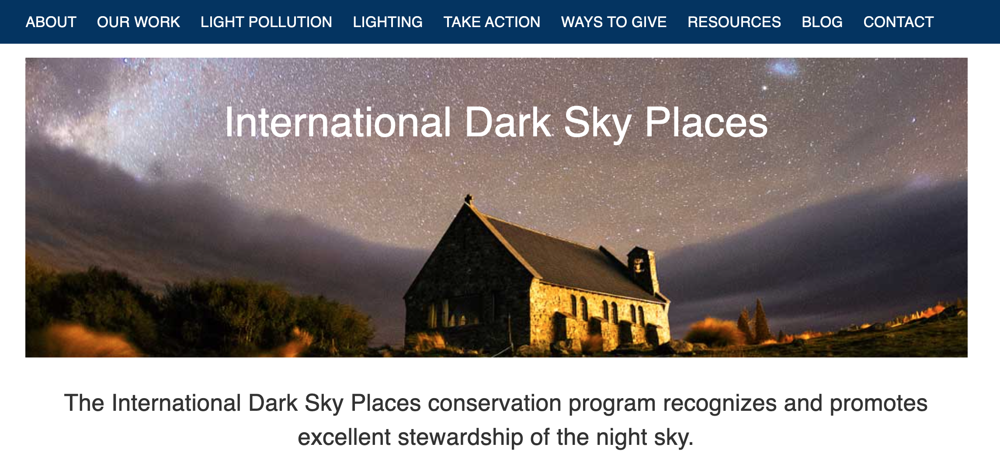 ABOUT OUR WORK LIGHT POLLUTION LIGHTING TAKE ACTION WAYS TO GIVE RESOURCES BLOG CONTACT
International Dark Sky Places
The International Dark Sky Places conservation program recognizes and promotes
excellent stewardship of the night sky.